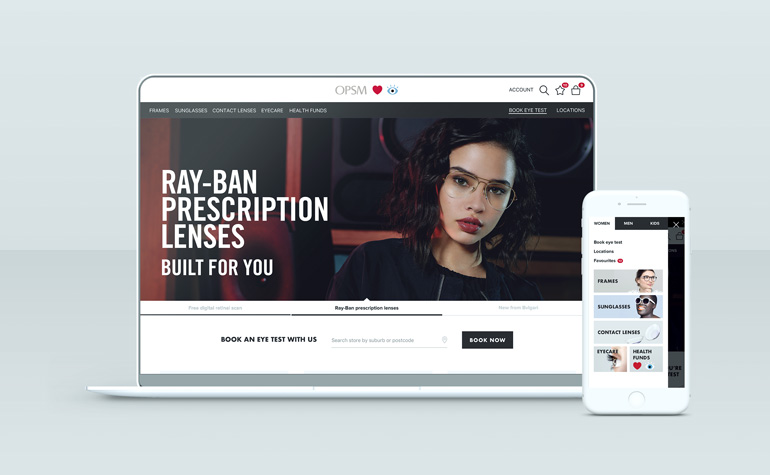 OPSM
ACCOUNT
FRAMES SUNGLASSES CONTACT LENSES EYECARE HEALTH FUNDS
BOOK EYE TEST LOCATIONS
RAY-BAN
PRESCRIPTION
LENSES
BUILT FOR YOU
Free digital retinal scan
Ray-Ban prescription lenses
New from Bvlgari
BOOK AN EYE TEST WITH US
Search store by suburb or postcode
BOOK NOW
WOMEN MEN KIDS
Book eye test
Locations
Favourites
FRAMES
SUNGLASSES
CONTACT LENSES
EYECARE
HEALTH
FUNDS